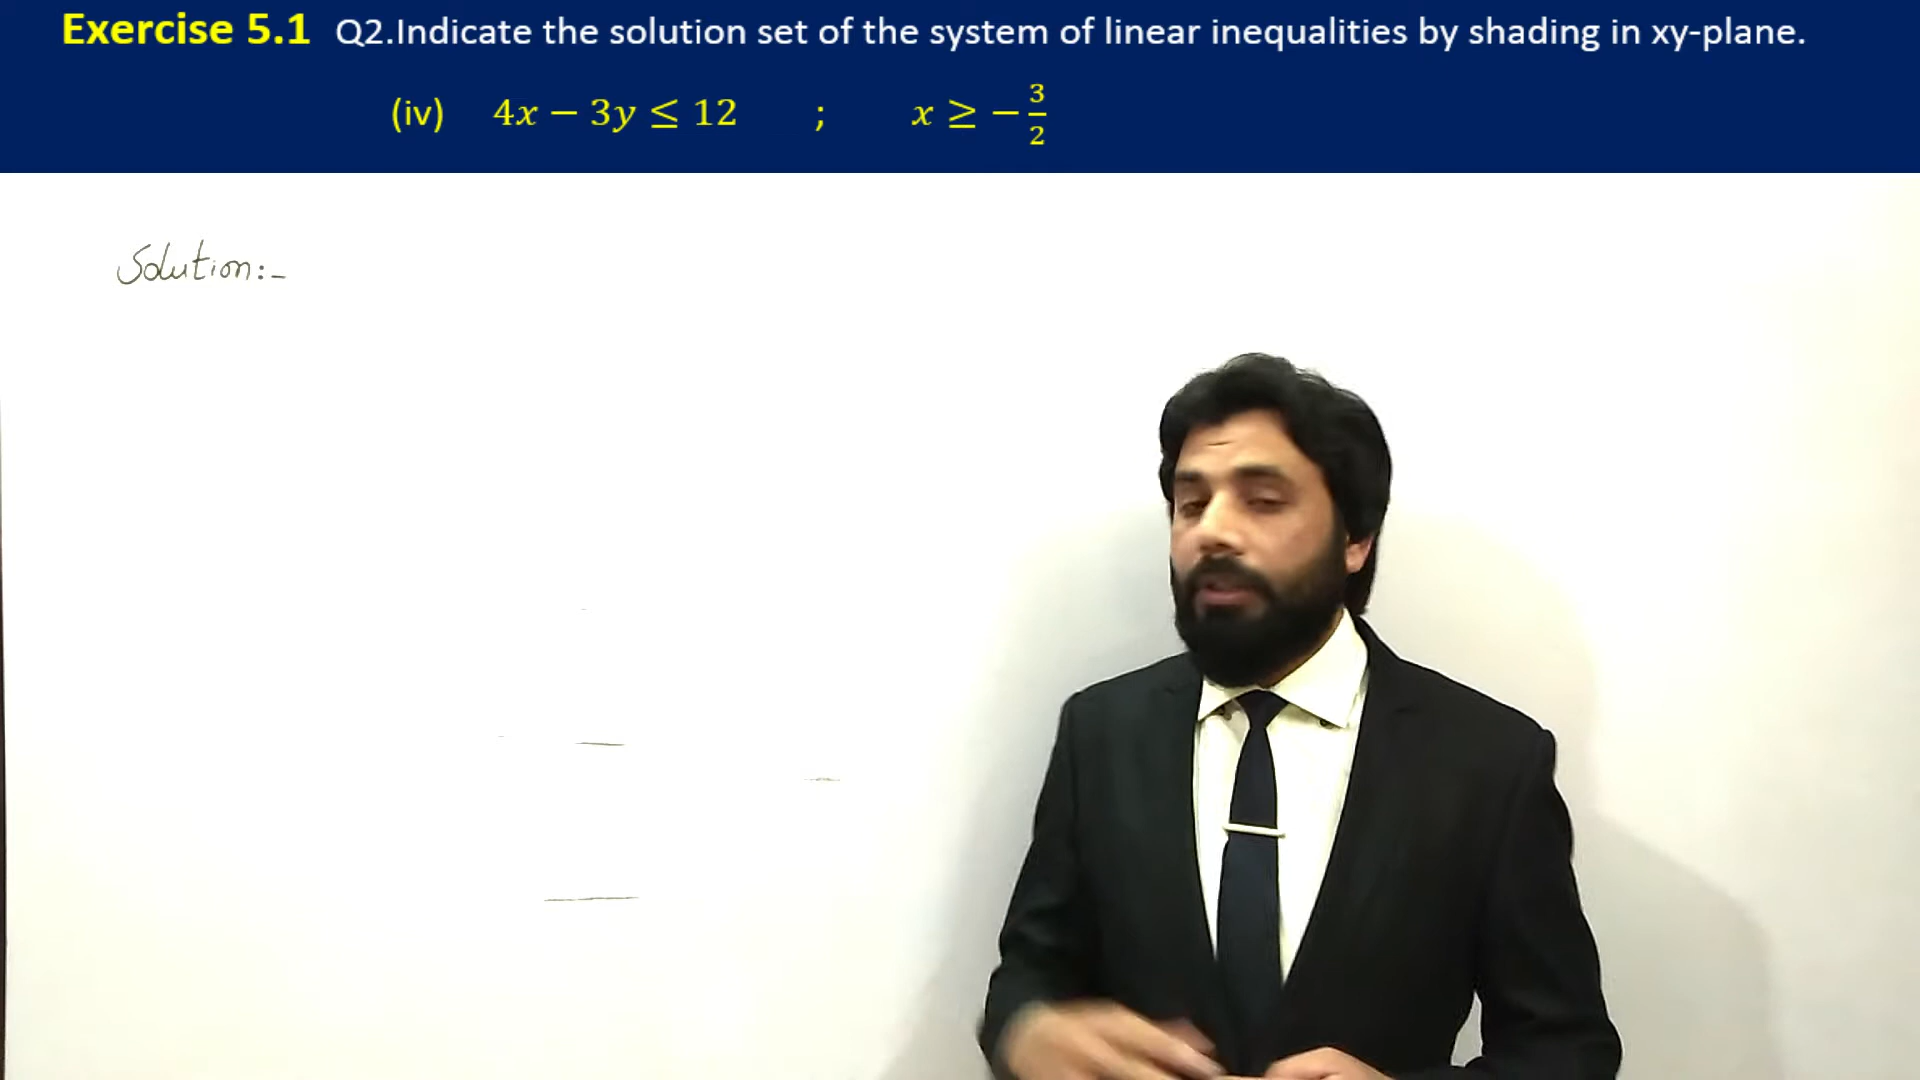 Exercise 5.1 Q2.Indicate the solution set of the system of linear inequalities by shading in xy-plane.
(iv) 4x − 3y ≤ 12 ; x ≥ −3/2
Solution:-